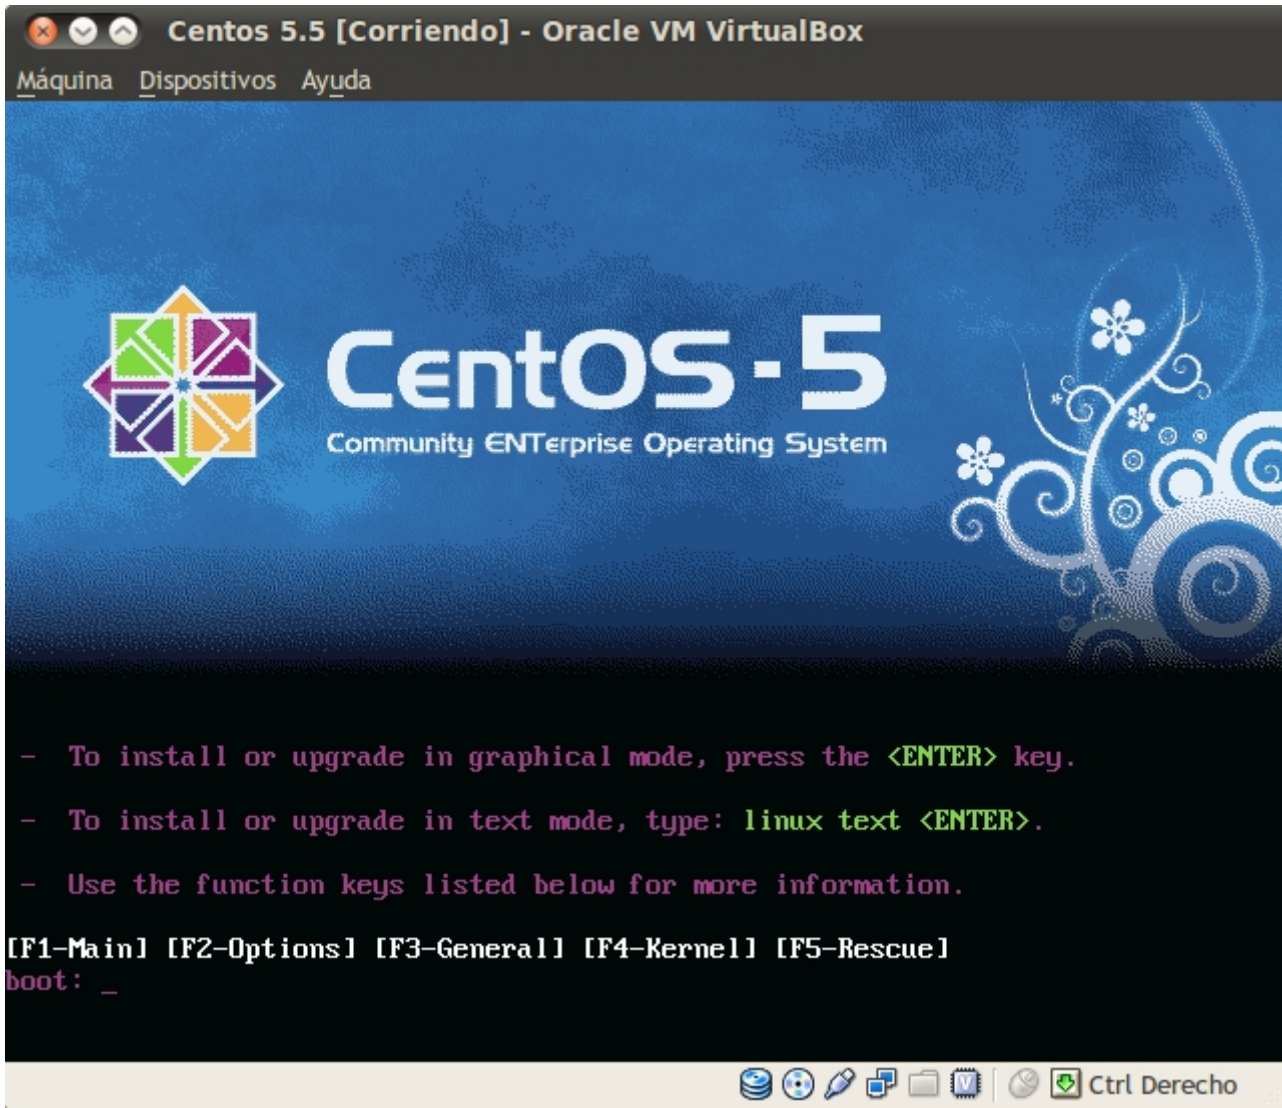 Centos 5.5 [Corriendo] - Oracle VM VirtualBox
Máquina Dispositivos Ayuda
CentOS-5
Community ENTerprise Operating System
- To install or upgrade in graphical mode, press the <ENTER> key.
- To install or upgrade in text mode, type: linux text <ENTER>.
- Use the function keys listed below for more information.
[F1-Main] [F2-Options] [F3-General] [F4-Kernel] [F5-Rescue]
boot: _
V
Ctrl Derecho